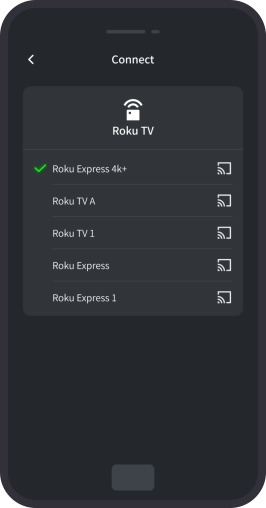 Connect
Roku TV
Roku Express 4k+
Roku TV A
Roku TV 1
Roku Express
Roku Express 1